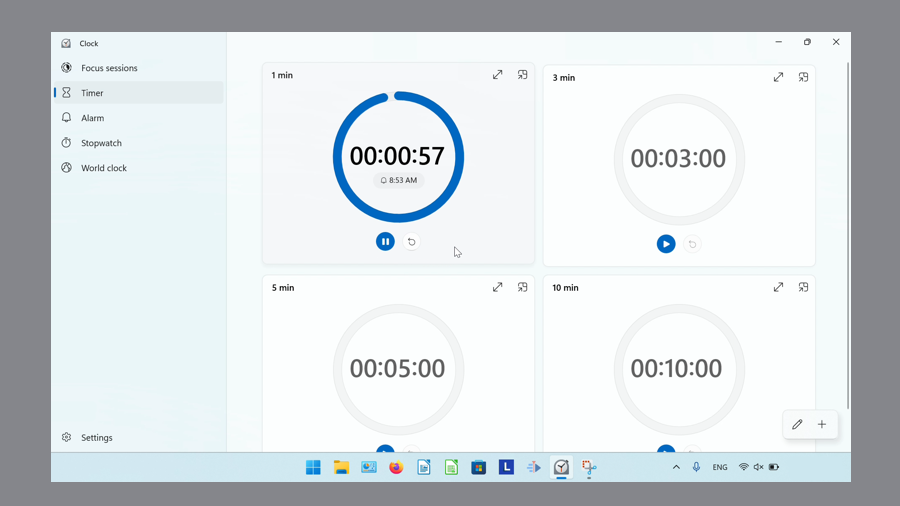 Clock
Focus sessions
Timer
Alarm
Stopwatch
World clock
Settings
1 min
00:00:57
8:53 AM
3 min
00:03:00
5 min
00:05:00
10 min
00:10:00
L
ENG